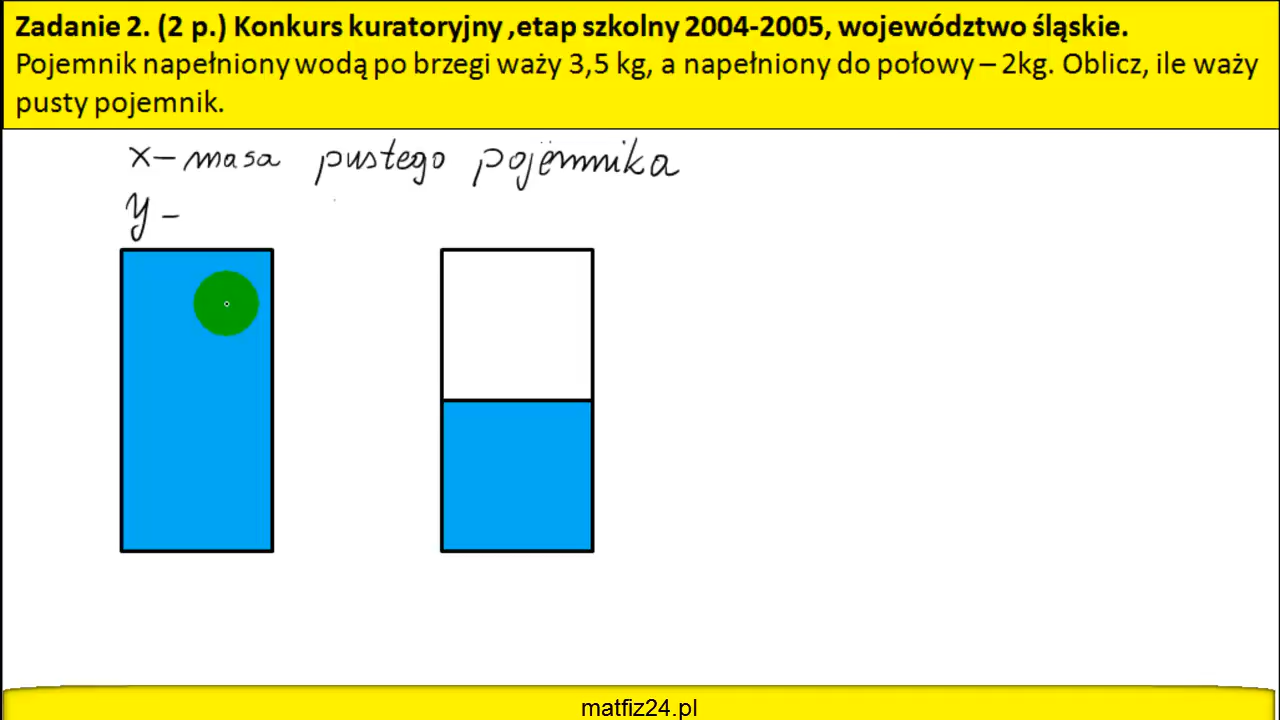 Zadanie 2. (2 p.) Konkurs kuratoryjny ,etap szkolny 2004-2005, województwo śląskie.
Pojemnik napełniony wodą po brzegi waży 3,5 kg, a napełniony do połowy – 2kg. Oblicz, ile waży
pusty pojemnik.
x – masa pustego pojemnika
y –
matfiz24.pl